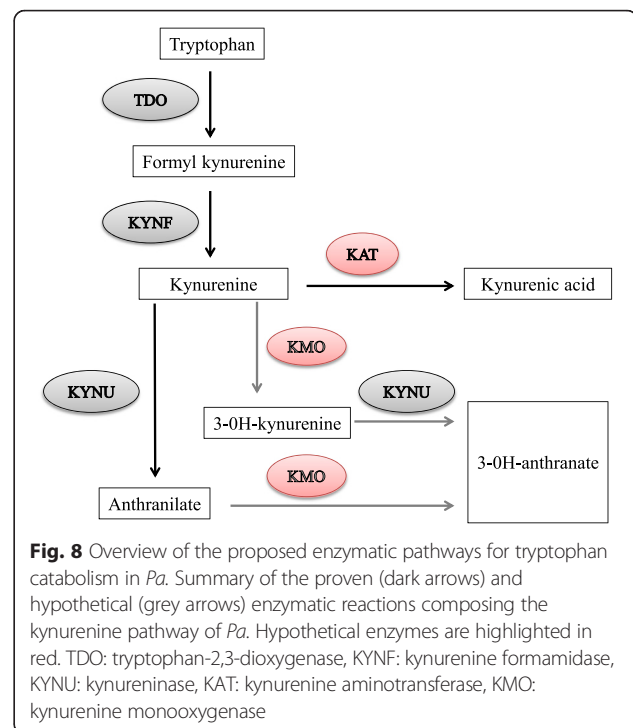 Tryptophan
TDO
Formyl kynurenine
KYNF
Kynurenine
KAT
Kynurenic acid
KMO
KYNU
KYNU
3-0H-kynurenine
3-0H-anthranate
KMO
Anthranilate
Fig. 8 Overview of the proposed enzymatic pathways for tryptophan
catabolism in Pa. Summary of the proven (dark arrows) and
hypothetical (grey arrows) enzymatic reactions composing the
kynurenine pathway of Pa. Hypothetical enzymes are highlighted in
red. TDO: tryptophan-2,3-dioxygenase, KYNF: kynurenine formamidase,
KYNU: kynureninase, KAT: kynurenine aminotransferase, KMO:
kynurenine monooxygenase